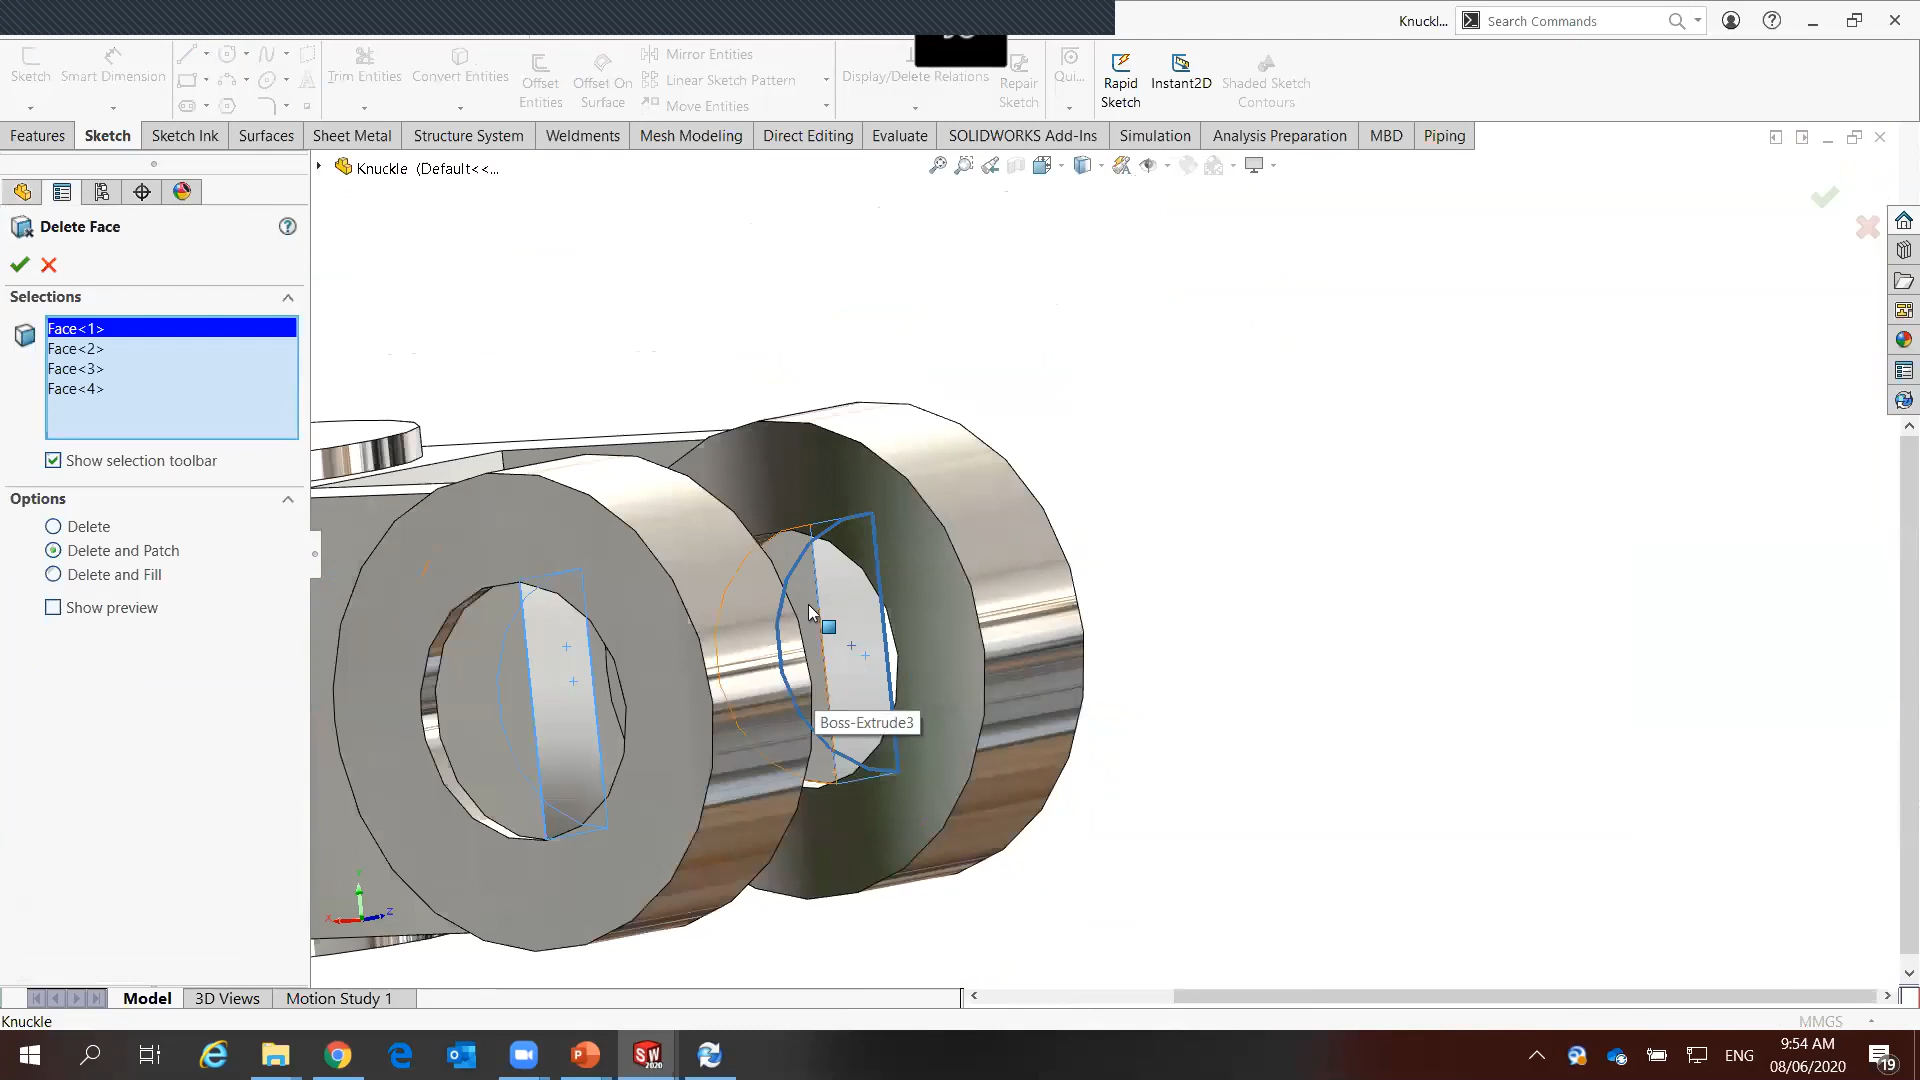 Knuckl...
Search Commands
Sketch
Smart Dimension
Trim Entities
Convert Entities
Offset Entities
Offset On Surface
Mirror Entities
Linear Sketch Pattern
Move Entities
Display/Delete Relations
Repair Sketch
Qui...
Rapid Sketch
Instant2D
Shaded Sketch Contours
Features
Sketch
Sketch Ink
Surfaces
Sheet Metal
Structure System
Weldments
Mesh Modeling
Direct Editing
Evaluate
SOLIDWORKS Add-Ins
Simulation
Analysis Preparation
MBD
Piping
Knuckle (Default<<...
Delete Face
Selections
Face<1>
Face<2>
Face<3>
Face<4>
Show selection toolbar
Options
Delete
Delete and Patch
Delete and Fill
Show preview
Boss-Extrude3
Y
X
Z
Model
3D Views
Motion Study 1
Knuckle
MMGS
SW
2020
ENG
9:54 AM
08/06/2020
19